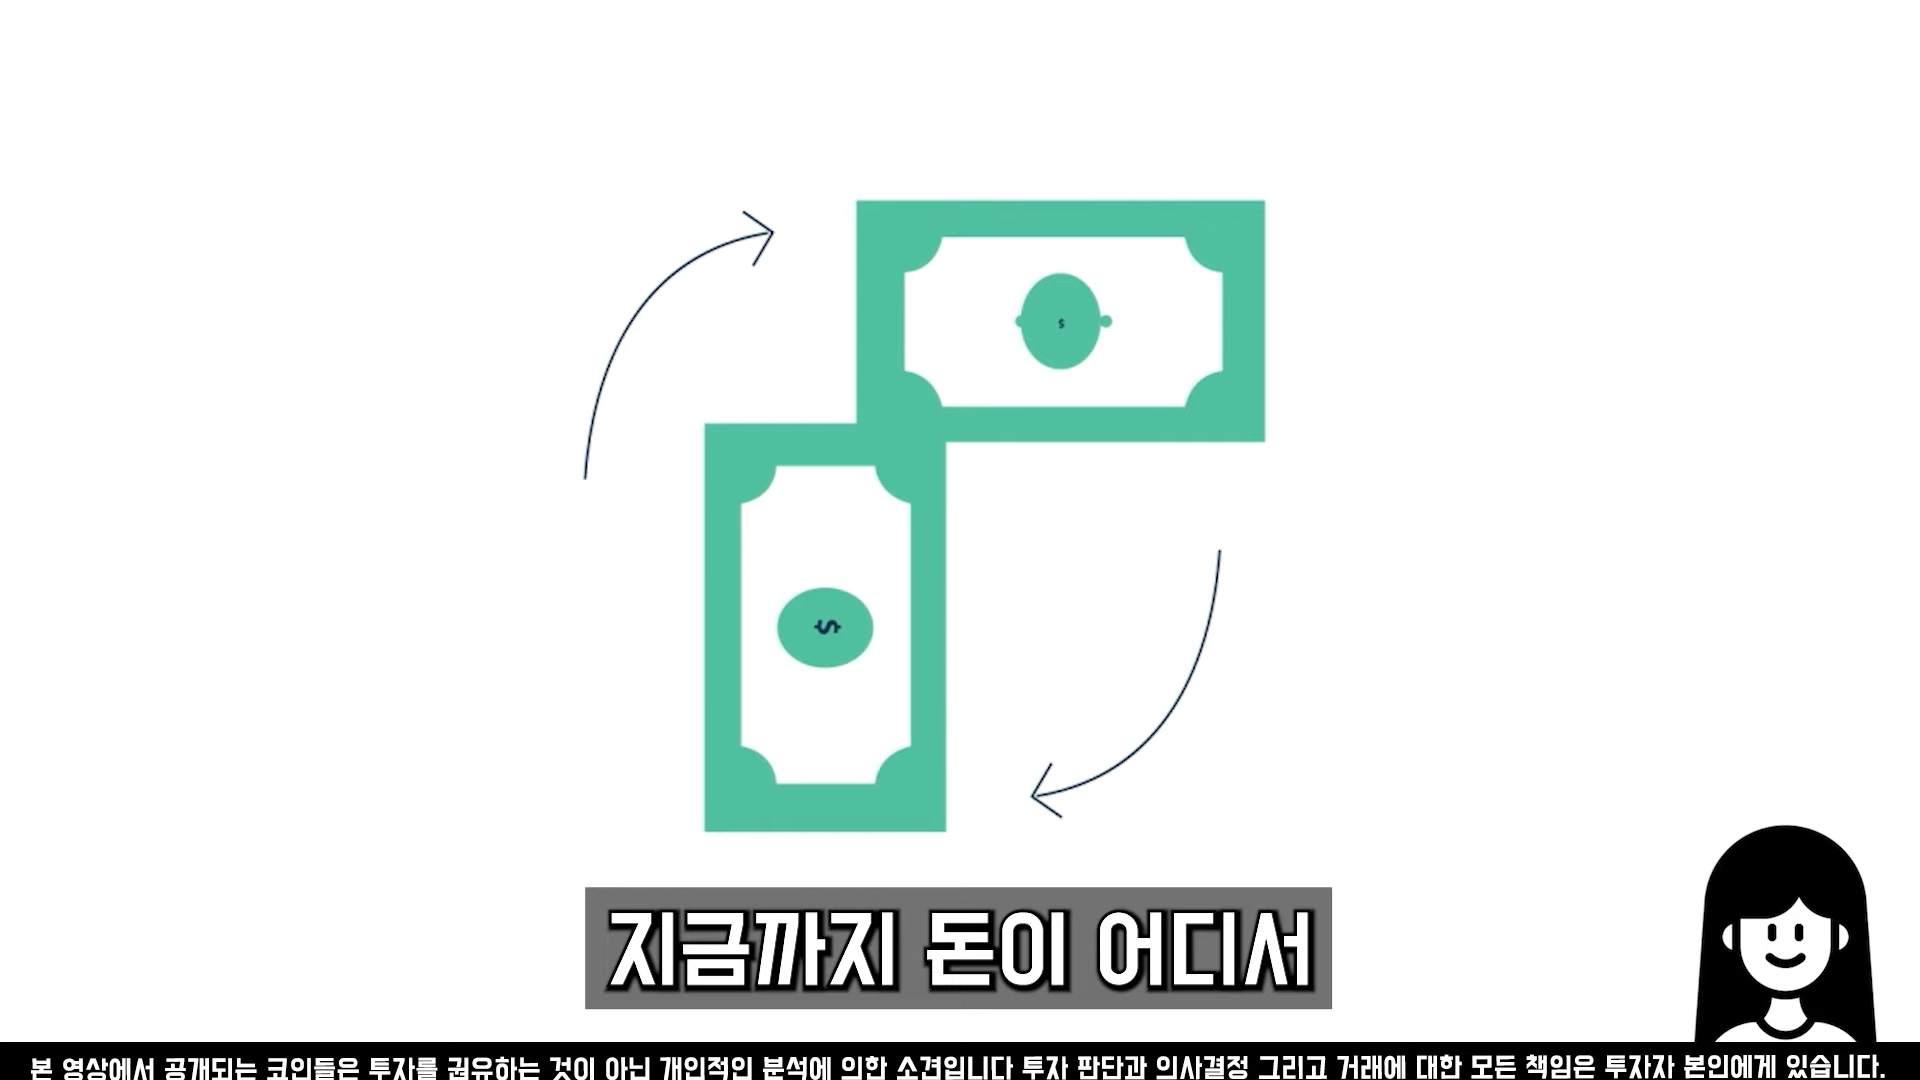 $
$
지금까지 돈이 어디서
본 영상에서 공개되는 코인들은 투자를 권유하는 것이 아닌 개인적인 분석에 의한 소견입니다 투자 판단과 의사결정 그리고 거래에 대한 모든 책임은 투자자 본인에게 있습니다.